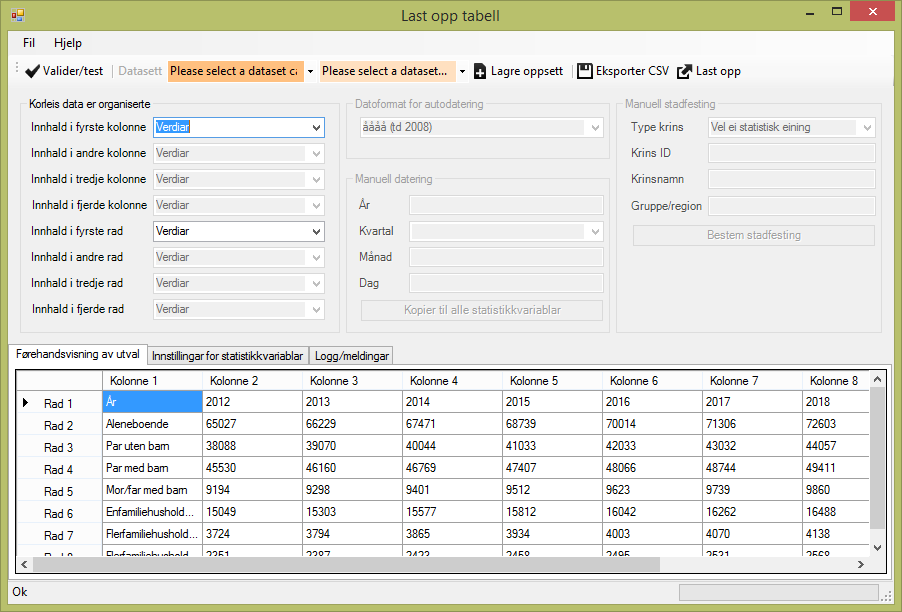 Last opp tabell
Fil Hjelp
Valider/test Datasett Please select a dataset ca Please select a dataset... Lagre oppsett Eksporter CSV Last opp
Korleis data er organiserte
Innhald i fyrste kolonne Verdiar
Innhald i andre kolonne Verdiar
Innhald i tredje kolonne Verdiar
Innhald i fjerde kolonne Verdiar
Innhald i fyrste rad Verdiar
Innhald i andre rad Verdiar
Innhald i tredje rad Verdiar
Innhald i fjerde rad Verdiar
Datoformat for autodatering
åååå (td 2008)
Manuell datering
År
Kvartal
Månad
Dag
Kopier til alle statistikkvariablar
Manuell stadfesting
Type krins Vel ei statistisk eining
Krins ID
Krinsnamn
Gruppe/region
Bestem stadfesting
Førehandsvisning av utval Innstillingar for statistikkvariablar Logg/meldingar
Kolonne 1 Kolonne 2 Kolonne 3 Kolonne 4 Kolonne 5 Kolonne 6 Kolonne 7 Kolonne 8
Rad 1 År 2012 2013 2014 2015 2016 2017 2018
Rad 2 Aleneboende 65027 66229 67471 68739 70014 71306 72603
Rad 3 Par uten barn 38088 39070 40044 41033 42033 43032 44057
Rad 4 Par med barn 45530 46160 46769 47407 48066 48744 49411
Rad 5 Mor/far med barn 9194 9298 9401 9512 9623 9739 9860
Rad 6 Enfamiliehushold... 15049 15303 15577 15812 16042 16262 16488
Rad 7 Flerfamiliehushold... 3724 3794 3865 3934 4003 4070 4138
Rad 8 Flerfamiliehushold... 2351 2387 2423 2458 2495 2531 2568
Ok